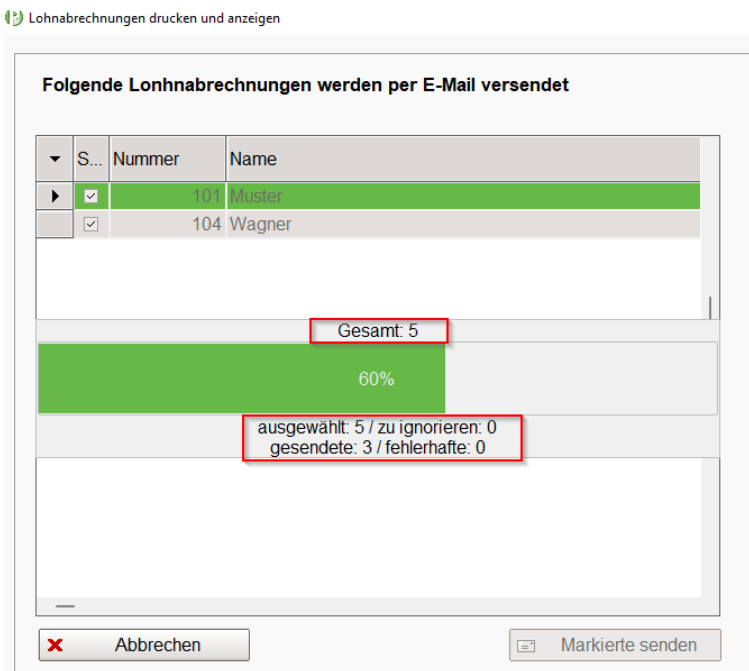 Lohnabrechnungen drucken und anzeigen
Folgende Lonhnabrechnungen werden per E-Mail versendet
S... Nummer Name
101 Muster
104 Wagner
Gesamt: 5
60%
ausgewählt: 5 / zu ignorieren: 0
gesendete: 3 / fehlerhafte: 0
Abbrechen Markierte senden